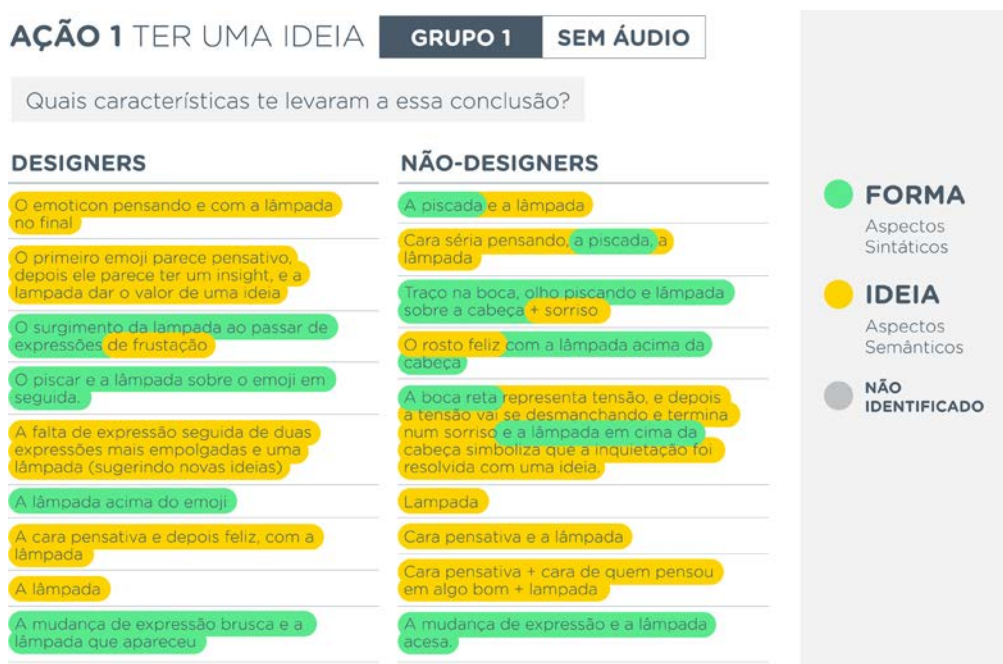 AÇÃO 1 TER UMA IDEIA GRUPO 1 SEM ÁUDIO
Quais características te levaram a essa conclusão?
DESIGNERS
O emoticon pensando e com a lâmpada
no final
O primeiro emoji parece pensativo,
depois ele parece ter um insight, e a
lampada dar o valor de uma ideia
O surgimento da lampada ao passar de
expressões de frustação
O piscar e a lâmpada sobre o emoji em
seguida.
A falta de expressão seguida de duas
expressões mais empolgadas e uma
lâmpada (sugerindo novas ideias)
A lâmpada acima do emoji
A cara pensativa e depois feliz, com a
lâmpada
A lâmpada
A mudança de expressão brusca e a
lâmpada que apareceu
NÃO-DESIGNERS
A piscada e a lâmpada
Cara séria pensando, a piscada, a
lâmpada
Traço na boca, olho piscando e lâmpada
sobre a cabeça + sorriso
O rosto feliz com a lâmpada acima da
cabeça
A boca reta representa tensão, e depois
a tensão vai se desmanchando e termina
num sorriso e a lâmpada em cima da
cabeça simboliza que a inquietação foi
resolvida com uma ideia.
Lampada
Cara pensativa e a lâmpada
Cara pensativa + cara de quem pensou
em algo bom + lampada
A mudança de expressão e a lâmpada
acesa.
FORMA
Aspectos
Sintáticos
IDEIA
Aspectos
Semânticos
NÃO
IDENTIFICADO